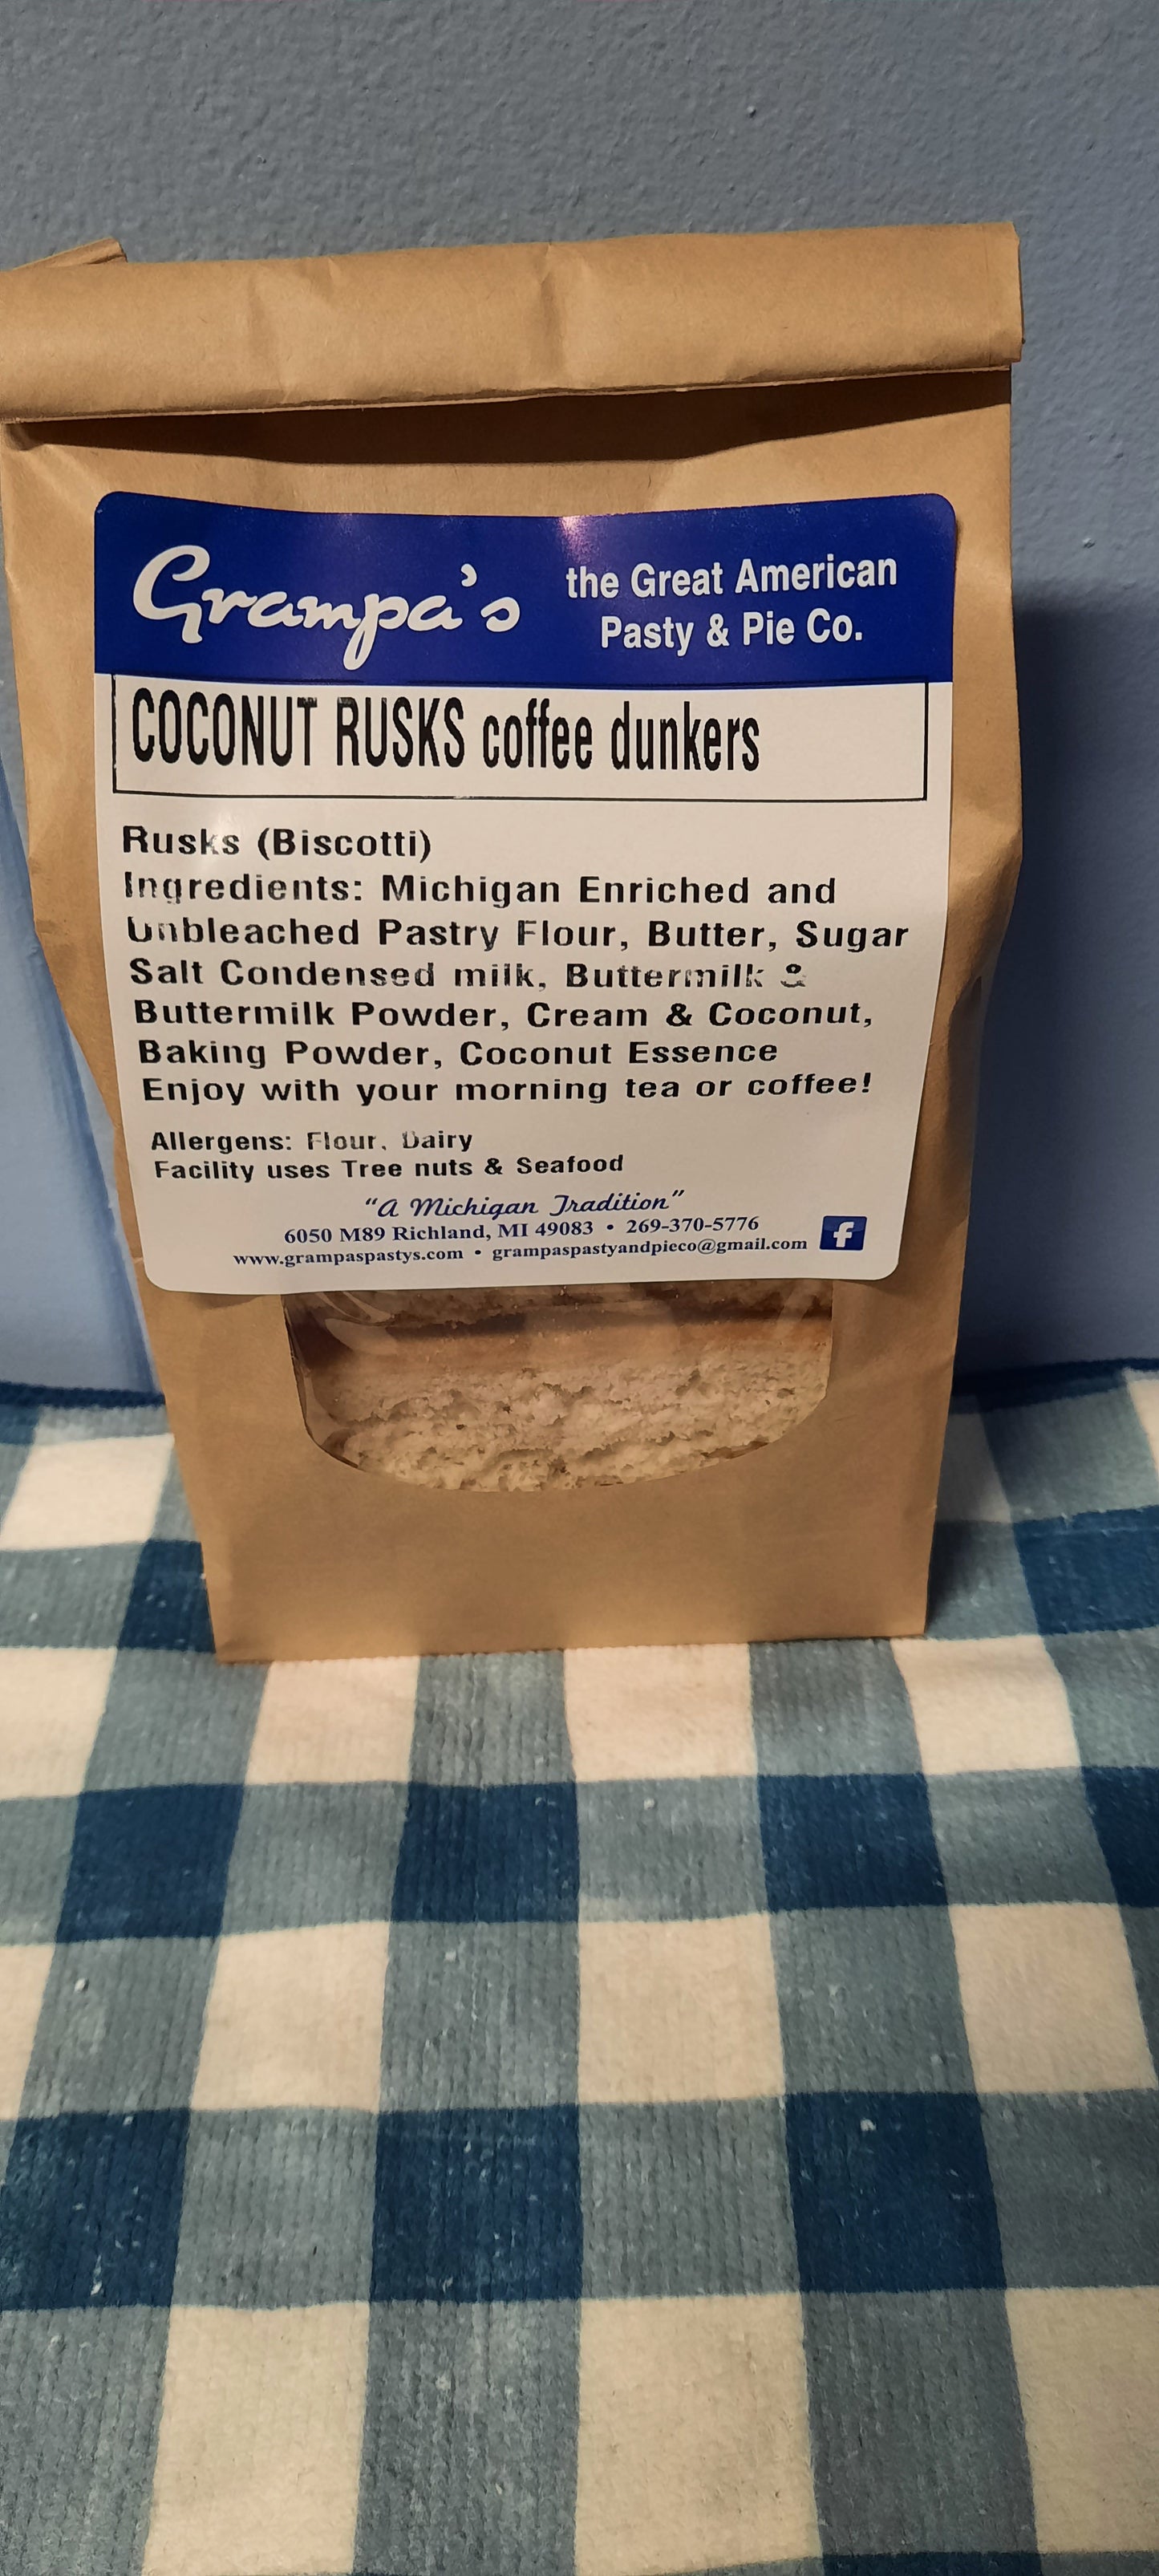 Grampa's
the Great American
Pasty & Pie Co.
COCONUT RUSKS coffee dunkers
Rusks (Biscotti)
Ingredients: Michigan Enriched and
Unbleached Pastry Flour, Butter, Sugar
Salt Condensed milk, Buttermilk &
Buttermilk Powder, Cream & Coconut,
Baking Powder, Coconut Essence
Enjoy with your morning tea or coffee!
Allergens: Flour, Dairy
Facility uses Tree nuts & Seafood
"A Michigan Tradition"
6050 M89 Richland, MI 49083 • 269-370-5776
www.grampaspastys.com • grampaspastyandpieco@gmail.com f